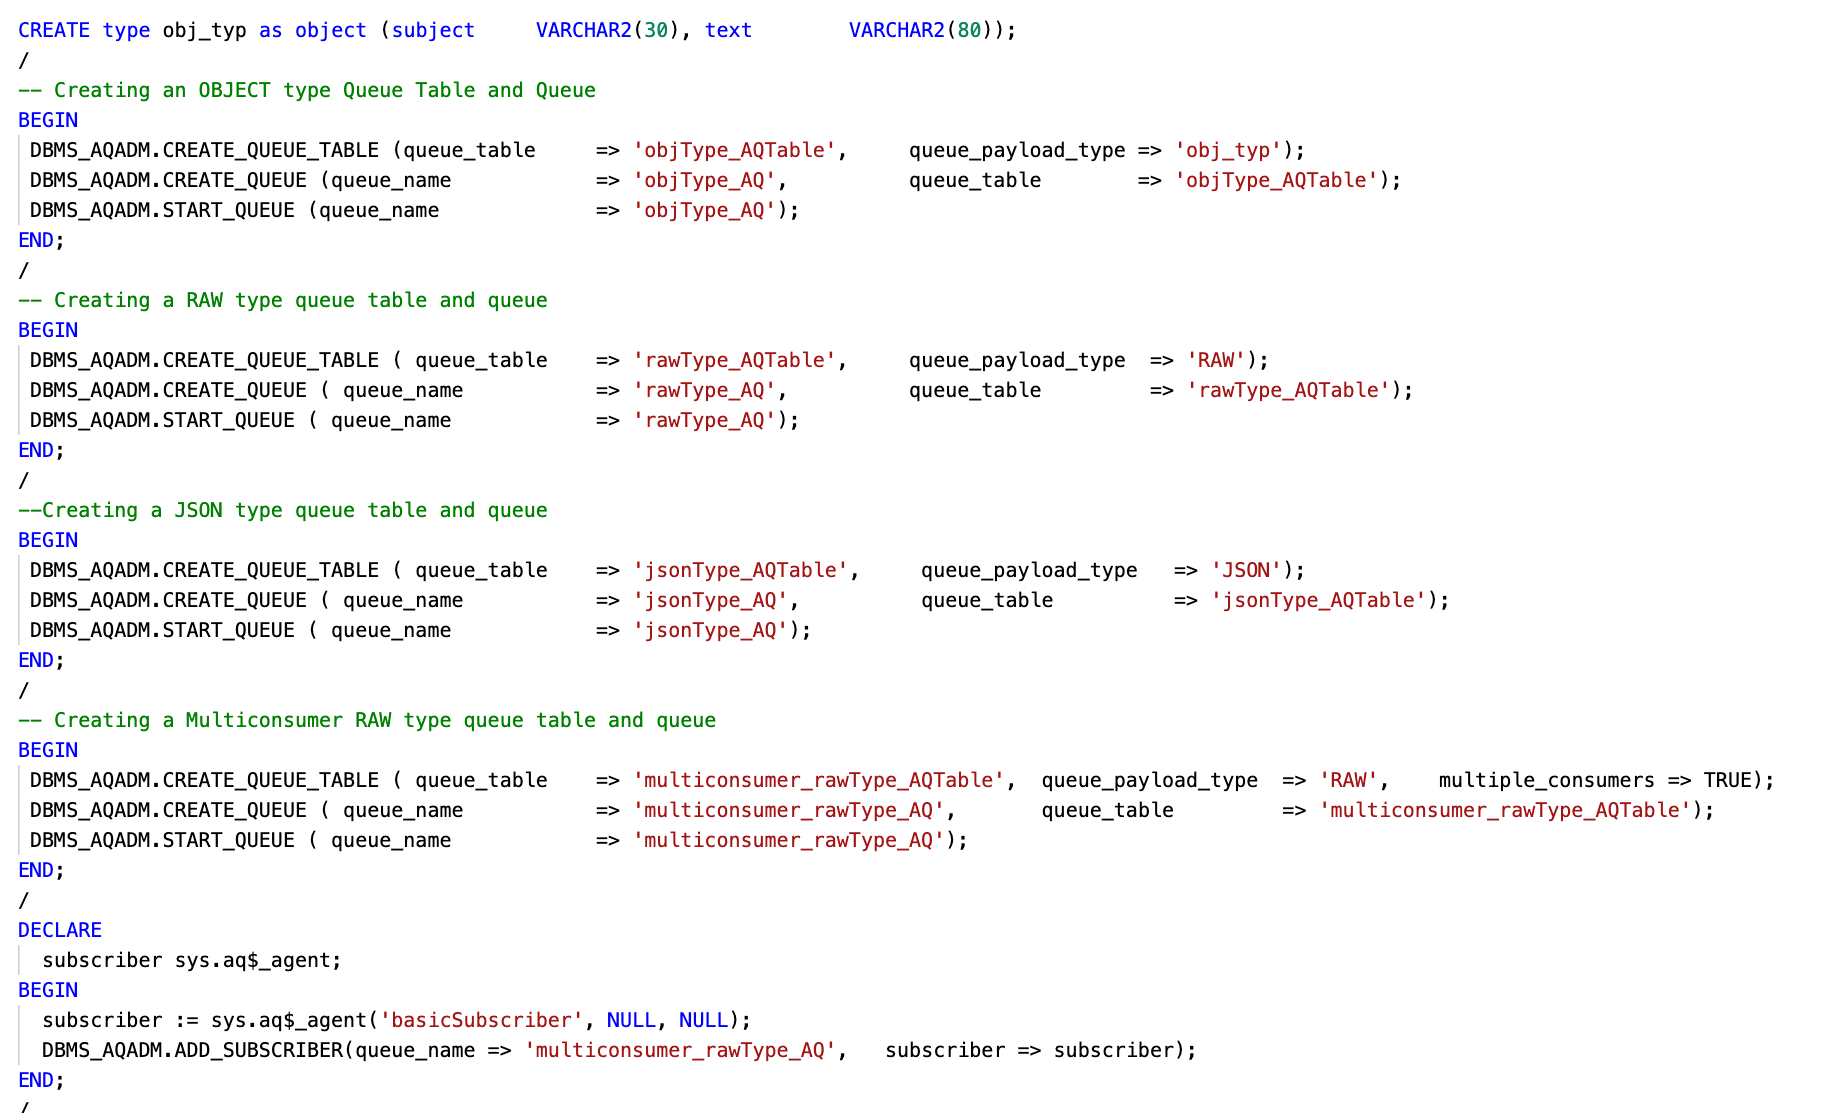 CREATE type obj_typ as object (subject     VARCHAR2(30), text        VARCHAR2(80));
/
-- Creating an OBJECT type Queue Table and Queue
BEGIN
 DBMS_AQADM.CREATE_QUEUE_TABLE (queue_table     => 'objType_AQTable',     queue_payload_type => 'obj_typ');
 DBMS_AQADM.CREATE_QUEUE (queue_name            => 'objType_AQ',          queue_table        => 'objType_AQTable');
 DBMS_AQADM.START_QUEUE (queue_name             => 'objType_AQ');
END;
/
-- Creating a RAW type queue table and queue
BEGIN
 DBMS_AQADM.CREATE_QUEUE_TABLE ( queue_table    => 'rawType_AQTable',     queue_payload_type  => 'RAW');
 DBMS_AQADM.CREATE_QUEUE ( queue_name           => 'rawType_AQ',          queue_table         => 'rawType_AQTable');
 DBMS_AQADM.START_QUEUE ( queue_name            => 'rawType_AQ');
END;
/
--Creating a JSON type queue table and queue
BEGIN
 DBMS_AQADM.CREATE_QUEUE_TABLE ( queue_table    => 'jsonType_AQTable',     queue_payload_type   => 'JSON');
 DBMS_AQADM.CREATE_QUEUE ( queue_name           => 'jsonType_AQ',          queue_table          => 'jsonType_AQTable');
 DBMS_AQADM.START_QUEUE ( queue_name            => 'jsonType_AQ');
END;
/
-- Creating a Multiconsumer RAW type queue table and queue
BEGIN
 DBMS_AQADM.CREATE_QUEUE_TABLE ( queue_table    => 'multiconsumer_rawType_AQTable',  queue_payload_type  => 'RAW',    multiple_consumers => TRUE);
 DBMS_AQADM.CREATE_QUEUE ( queue_name           => 'multiconsumer_rawType_AQ',       queue_table         => 'multiconsumer_rawType_AQTable');
 DBMS_AQADM.START_QUEUE ( queue_name            => 'multiconsumer_rawType_AQ');
END;
/
DECLARE
  subscriber sys.aq$_agent;
BEGIN
  subscriber := sys.aq$_agent('basicSubscriber', NULL, NULL);
  DBMS_AQADM.ADD_SUBSCRIBER(queue_name => 'multiconsumer_rawType_AQ',   subscriber => subscriber);
END;
/